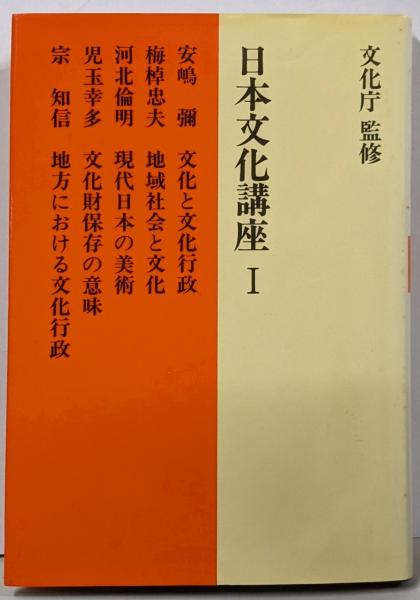 文化庁 監修
日本文化講座 Ⅰ
安嶋 彌 文化と文化行政
梅棹忠夫 地域社会と文化
河北倫明 現代日本の美術
児玉幸多 文化財保存の意味
宗 知信 地方における文化行政